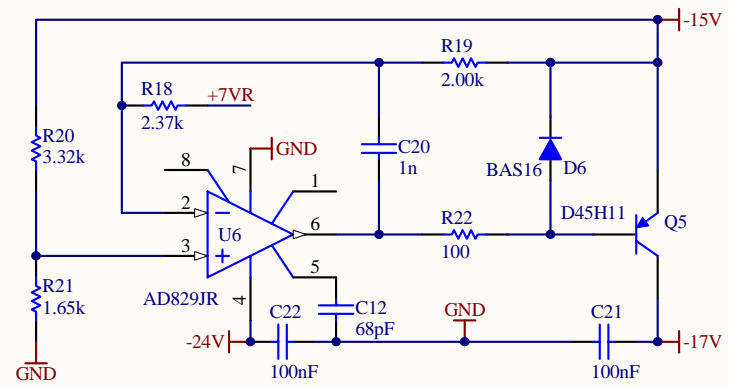 -15V
R19
2.00k
R18
+7VR
2.37k
R20
3.32k
GND
C20
1n
8
7
1
BAS16
D6
2
U6
6
D45H11
Q5
R22
100
3
5
R21
1.65k
AD829JR
4
C22
C12
68pF
GND
C21
-24V
-17V
100nF
100nF
GND